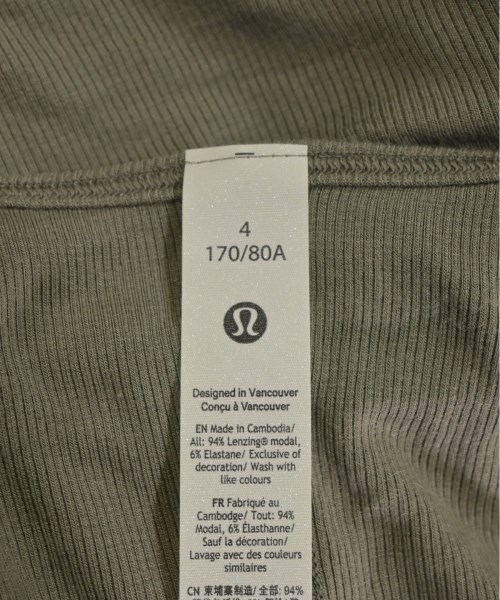 4
170/80A
Designed in Vancouver
Conçu à Vancouver
EN Made in Cambodia/
All: 94% Lenzing® modal,
6% Elastane/ Exclusive of
decoration/ Wash with
like colours
FR Fabriqué au
Cambodge/ Tout: 94%
Modal, 6% Élasthanne/
Sauf la décoration/
Lavage avec des couleurs
similaires
CN 柬埔寨制造/ 全部: 94%